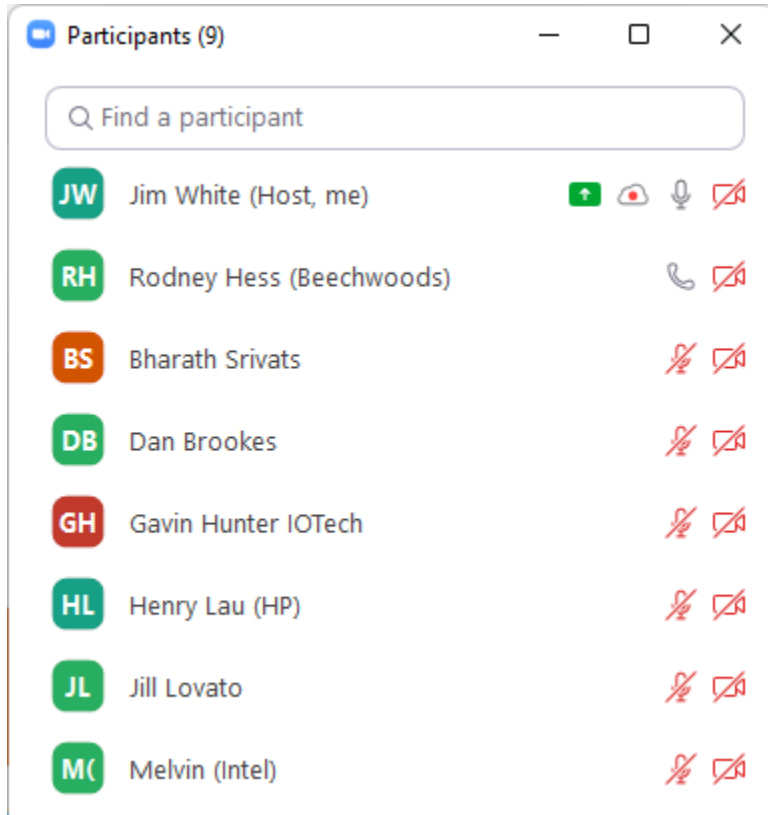 Participants (9)
Find a participant
JW Jim White (Host, me)
RH Rodney Hess (Beechwoods)
BS Bharath Srivats
DB Dan Brookes
GH Gavin Hunter IOTech
HL Henry Lau (HP)
JL Jill Lovato
M( Melvin (Intel)